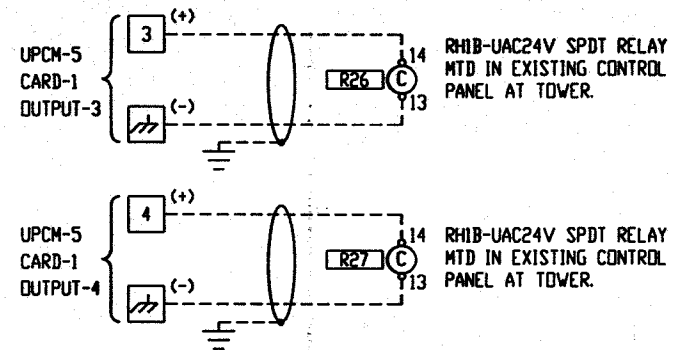 3 (+)
UPCM-5
CARD-1
OUTPUT-3
(-)
14
R26 C
13
RH1B-UAC24V SPDT RELAY
MTD IN EXISTING CONTROL
PANEL AT TOWER.
4 (+)
UPCM-5
CARD-1
OUTPUT-4
(-)
14
R27 C
13
RH1B-UAC24V SPDT RELAY
MTD IN EXISTING CONTROL
PANEL AT TOWER.